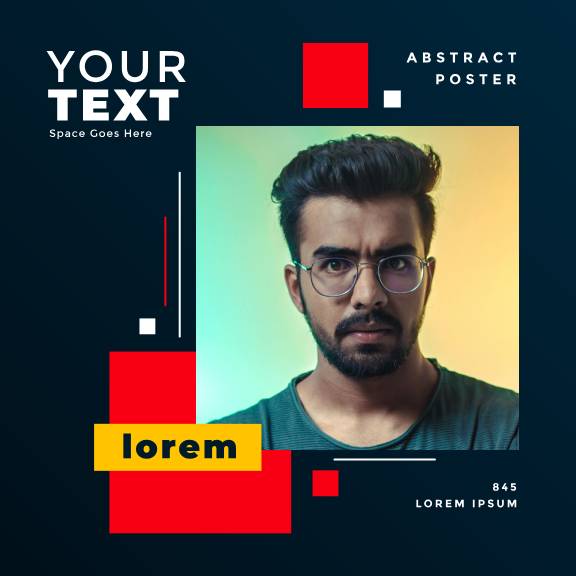 YOUR
TEXT
Space Goes Here
ABSTRACT
POSTER
lorem
845
LOREM IPSUM